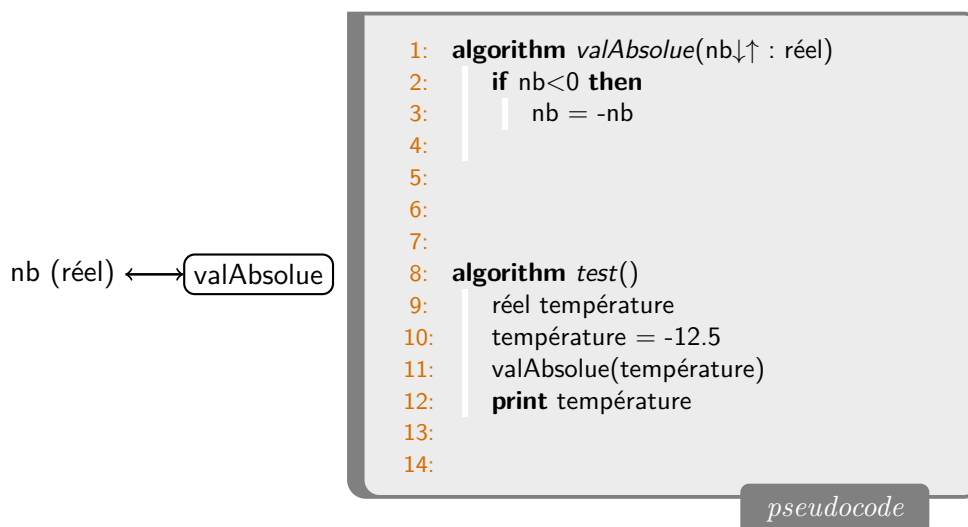 1: algorithm valAbsolue(nb↓↑ : réel)
2: if nb<0 then
3: nb = -nb
4:
5:
6:
7:
nb (réel) ⟷ valAbsolue
8: algorithm test()
9: réel température
10: température = -12.5
11: valAbsolue(température)
12: print température
13:
14:
pseudocode